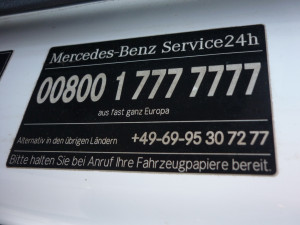 Mercedes-Benz Service24h
00800 1 777 7777
aus fast ganz Europa
Alternativ in den übrigen Ländern +49-69-95 30 72 77
Bitte halten Sie bei Anruf Ihre Fahrzeugpapiere bereit.